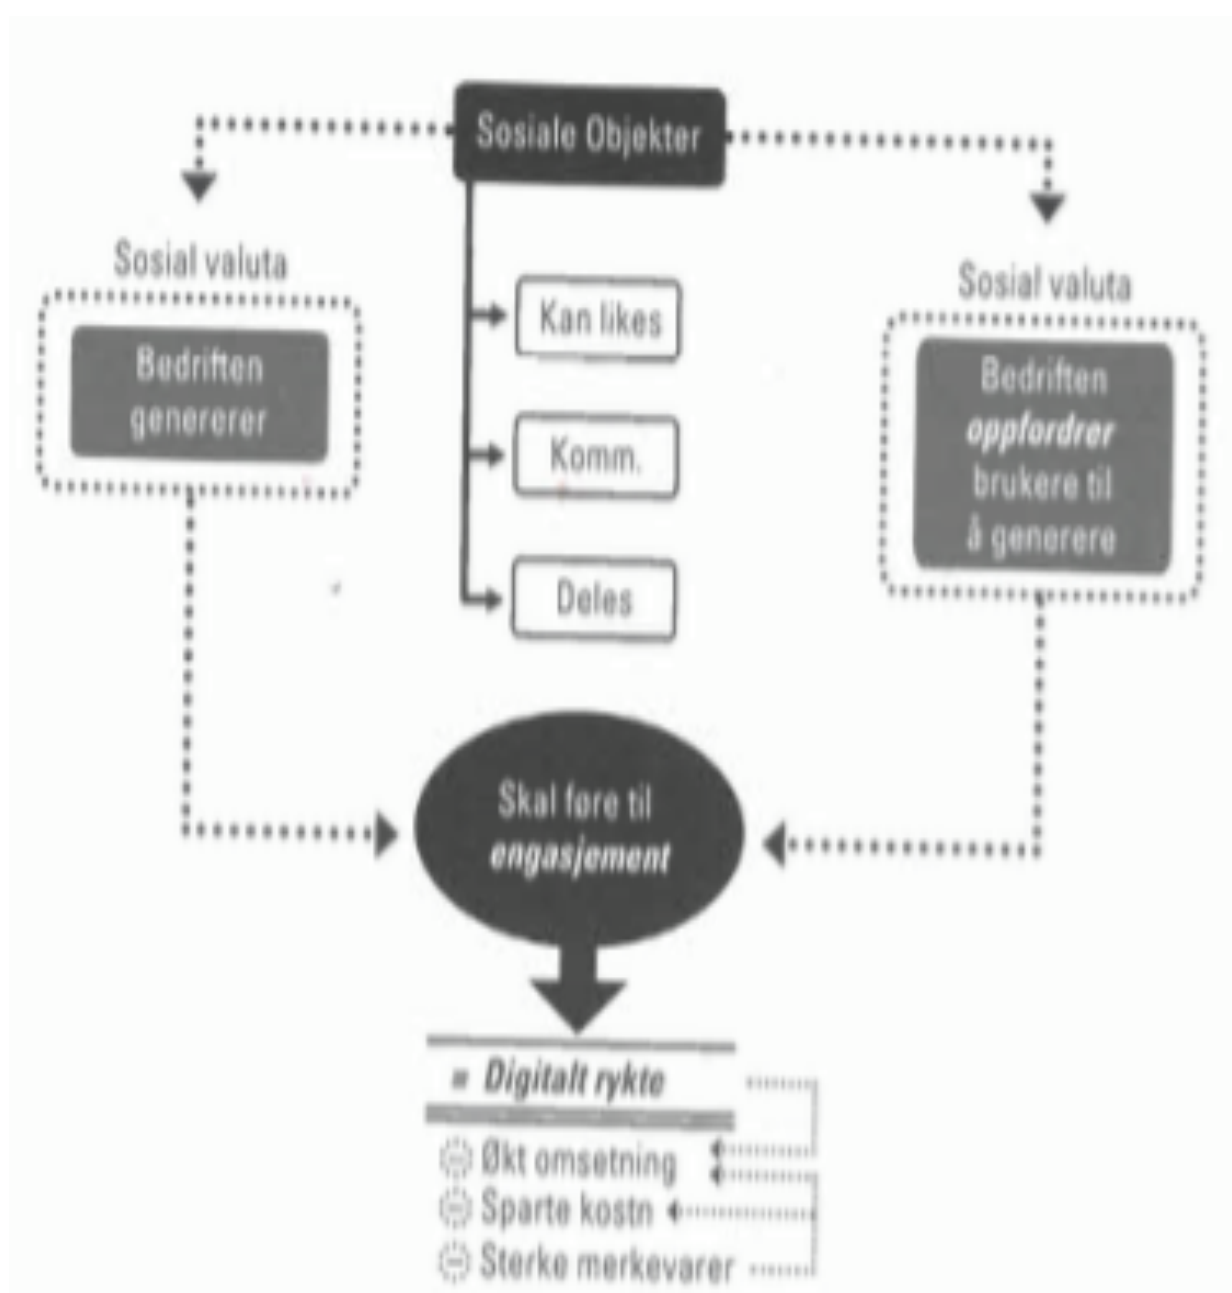 Sosiale Objekter
Sosial valuta
Bedriften
genererer
Kan likes
Komm.
Deles
Sosial valuta
Bedriften
oppfordrer
brukere til
å generere
Skal føre til
engasjement
= Digitalt rykte
Økt omsetning
Sparte kostn
Sterke merkevarer